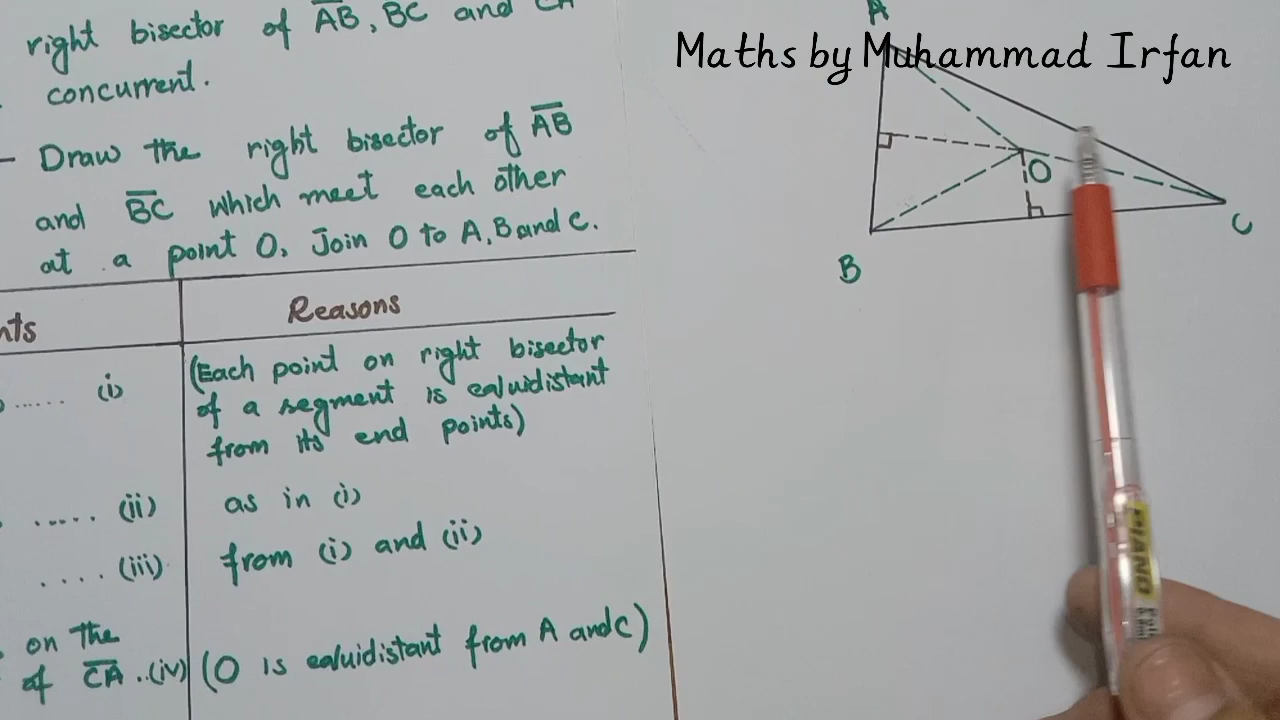 right bisector of AB, BC and CA
concurrent.
– Draw the right bisector of AB
and BC which meet each other
at a point O. Join O to A, B and C.
nts Reasons
...... (i) (Each point on right bisector
of a segment is equidistant
from its end points)
..... (ii) as in (i)
.... (iii) from (i) and (ii)
on the
of CA ..(iv) (O is equidistant from A and C)
Maths by Muhammad Irfan
A
O
B
C
PIANO